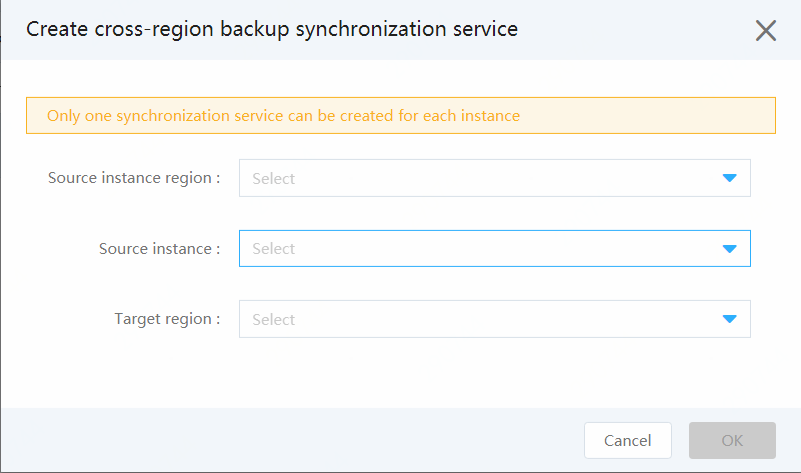 Create cross-region backup synchronization service
Only one synchronization service can be created for each instance
Source instance region :
Select
Source instance :
Select
Target region :
Select
Cancel
OK